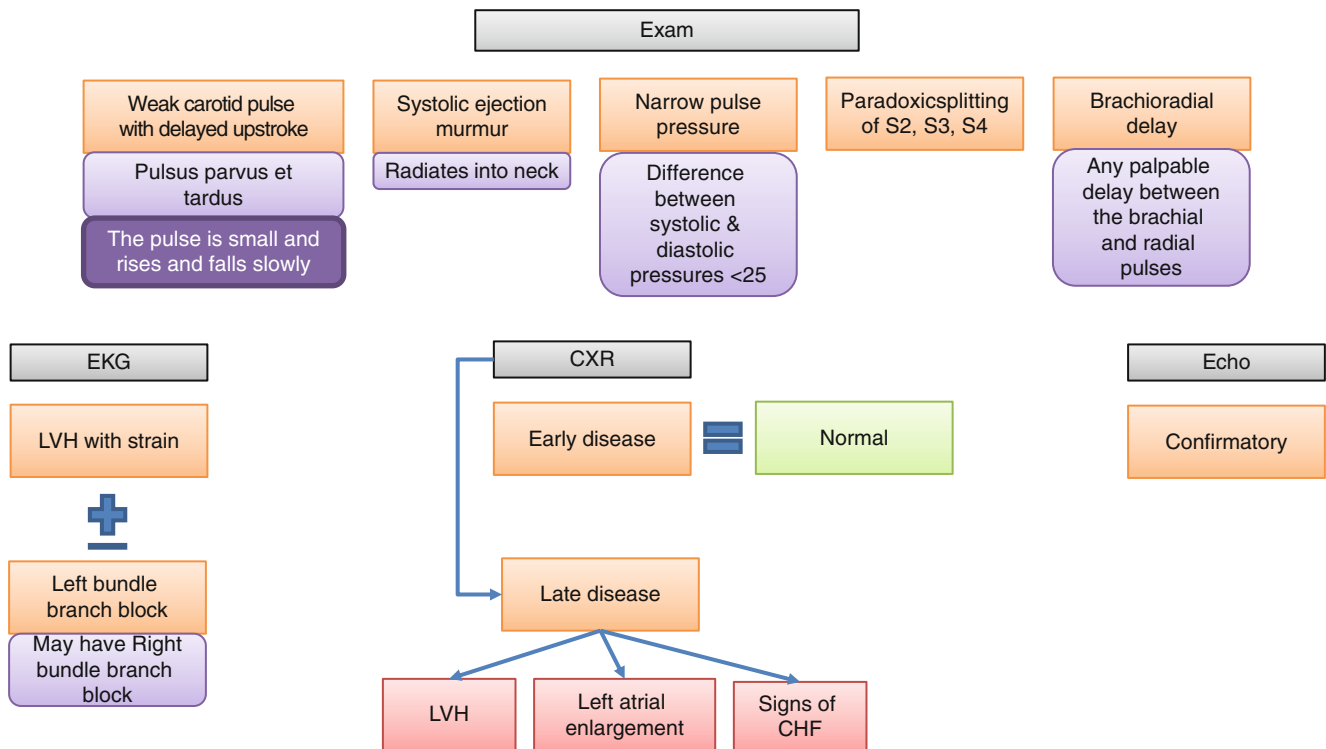 Exam
Weak carotid pulse
with delayed upstroke
Pulsus parvus et
tardus
The pulse is small and
rises and falls slowly
Systolic ejection
murmur
Radiates into neck
Narrow pulse
pressure
Difference
between
systolic &
diastolic
pressures <25
Paradoxicsplitting
of S2, S3, S4
Brachioradial
delay
Any palpable
delay between
the brachial
and radial
pulses
EKG
LVH with strain
Left bundle
branch block
May have Right
bundle branch
block
CXR
Early disease
Normal
Late disease
LVH
Left atrial
enlargement
Signs of
CHF
Echo
Confirmatory